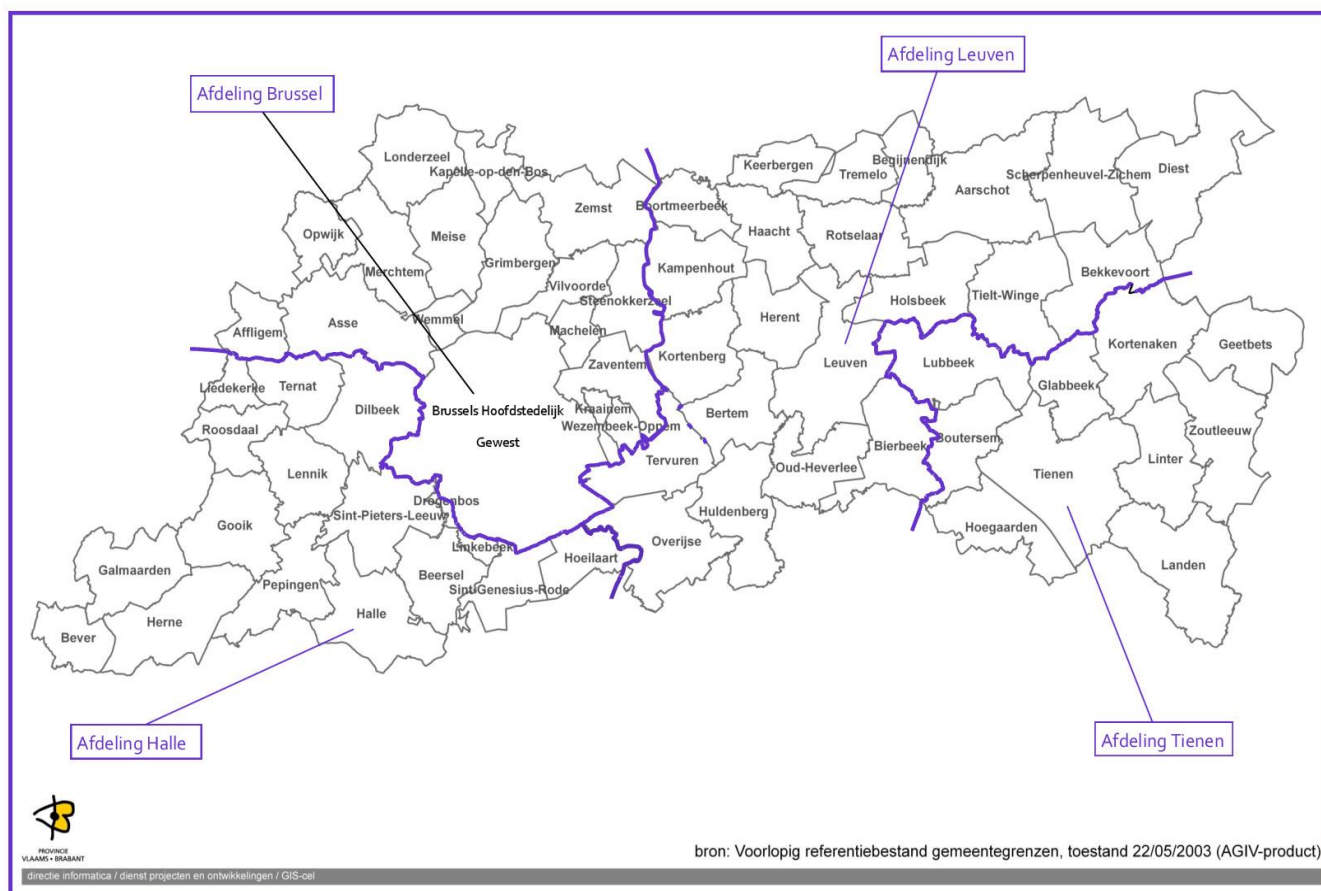 Afdeling Leuven
Afdeling Brussel
Londerzeel
Kapelle-op-den-Bos
Keerbergen
Begijnendijk
Tremelo
Aarschot
Scherpenheuvel-Zichem
Diest
Zemst
Boortmeerbeek
Opwijk
Meise
Haacht
Rotselaar
Grimbergen
Merchtem
Kampenhout
Bekkevoort
Vilvoorde
Steenokkerzeel
Holsbeek
Tielt-Winge
Affligem
Asse
Wemmel
Machelen
Herent
Kortenaken
Geetbets
Zaventem
Kortenberg
Leuven
Lubbeek
Liedekerke
Ternat
Glabbeek
Dilbeek
Brussels Hoofdstedelijk
Gewest
Kraainem
Wezembeek-Oppem
Bertem
Roosdaal
Zoutleeuw
Bierbeek
Boutersem
Lennik
Tervuren
Oud-Heverlee
Tienen
Linter
Drogenbos
Sint-Pieters-Leeuw
Huldenberg
Gooik
Hoegaarden
Linkebeek
Hoeilaart
Overijse
Galmaarden
Pepingen
Beersel
Sint-Genesius-Rode
Landen
Halle
Herne
Bever
Afdeling Halle
Afdeling Tienen
PROVINCIE
VLAAMS • BRABANT
bron: Voorlopig referentiebestand gemeentegrenzen, toestand 22/05/2003 (AGIV-product)
directie informatica / dienst projecten en ontwikkelingen / GIS-cel